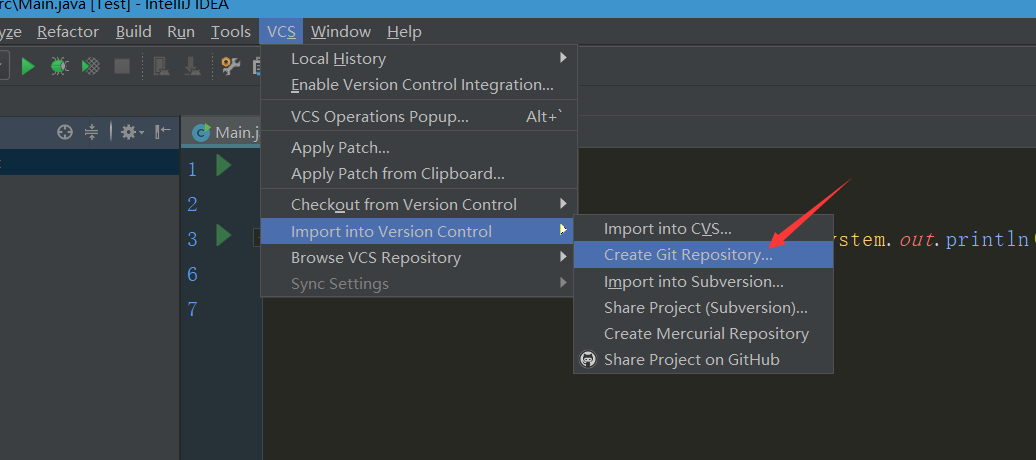 rc\Main.java [Test] - IntelliJ IDEA
yze Refactor Build Run Tools VCS Window Help
Local History
Enable Version Control Integration...
VCS Operations Popup... Alt+`
Apply Patch...
Apply Patch from Clipboard...
Checkout from Version Control
Import into Version Control
Browse VCS Repository
Sync Settings
Import into CVS...
Create Git Repository...
Import into Subversion...
Share Project (Subversion)...
Create Mercurial Repository
Share Project on GitHub
Main.j
1
2
3 ystem.out.println(
6
7